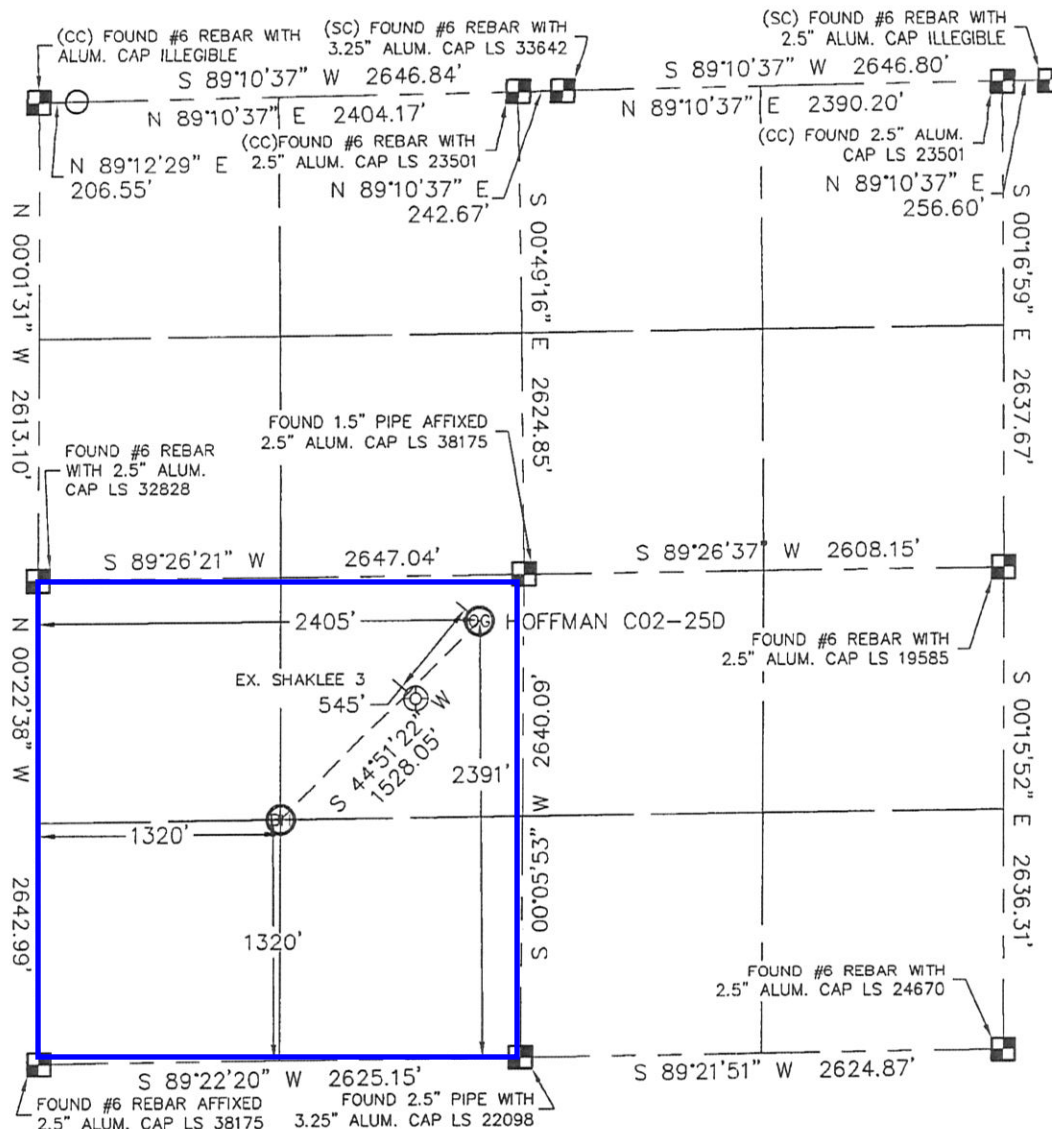 (CC) FOUND #6 REBAR WITH
ALUM. CAP ILLEGIBLE
(SC) FOUND #6 REBAR WITH
3.25" ALUM. CAP LS 33642
(SC) FOUND #6 REBAR WITH
2.5" ALUM. CAP ILLEGIBLE
S 89°10'37" W 2646.84'
S 89°10'37" W 2646.80'
N 89°10'37" E 2404.17'
N 89°10'37" E 2390.20'
(CC)FOUND #6 REBAR WITH
2.5" ALUM. CAP LS 23501
(CC) FOUND 2.5" ALUM.
CAP LS 23501
N 89°12'29" E
206.55'
N 89°10'37" E
242.67'
N 89°10'37" E
256.60'
N 00°01'31" W 2613.10'
S 00°49'16" E 2624.85'
S 00°16'59" E 2637.67'
FOUND #6 REBAR
WITH 2.5" ALUM.
CAP LS 32828
FOUND 1.5" PIPE AFFIXED
2.5" ALUM. CAP LS 38175
S 89°26'21" W 2647.04'
S 89°26'37" W 2608.15'
2405'
OG HOFFMAN C02-25D
FOUND #6 REBAR WITH
2.5" ALUM. CAP LS 19585
EX. SHAKLEE 3
545'
S 44°51'22" W
1528.05'
2391'
N 00°22'38" W 2642.99'
S 00°05'53" W 2640.09'
S 00°15'52" E 2636.31'
1320'
1320'
FOUND #6 REBAR WITH
2.5" ALUM. CAP LS 24670
S 89°22'20" W 2625.15'
S 89°21'51" W 2624.87'
FOUND #6 REBAR AFFIXED
2.5" ALUM. CAP LS 38175
FOUND 2.5" PIPE WITH
3.25" ALUM. CAP LS 22098